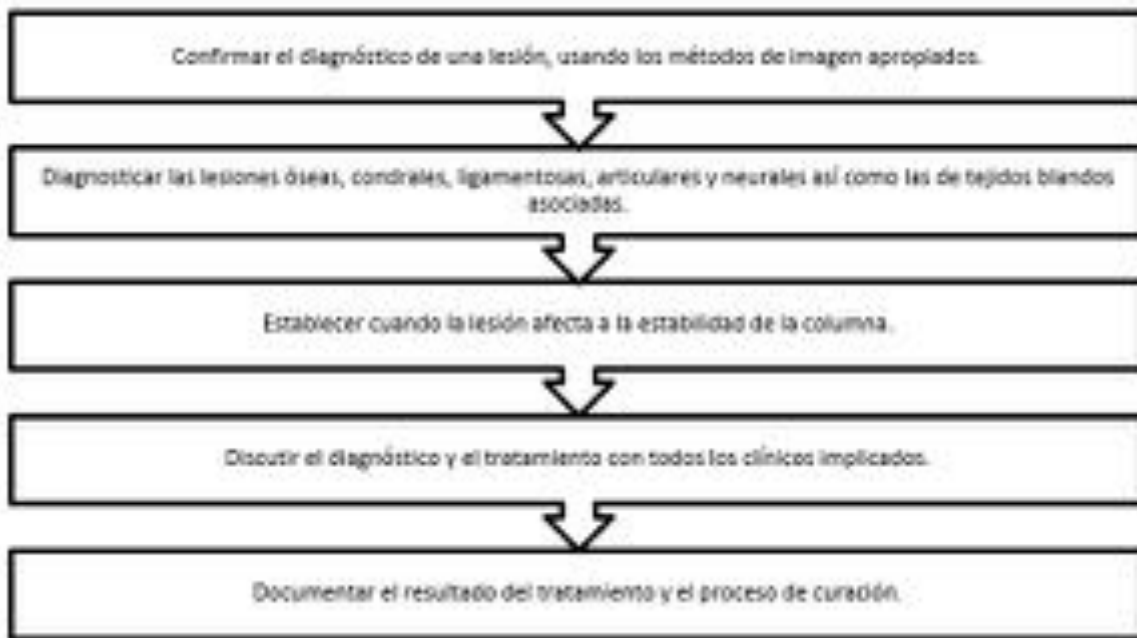 Confirmar el diagnóstico de una lesión, usando los métodos de imagen apropiados.
Diagnosticar las lesiones óseas, condrales, ligamentosas, articulares y neurales así como las de tejidos blandos
asociadas.
Establecer cuando la lesión afecta a la estabilidad de la columna.
Discutir el diagnóstico y el tratamiento con todos los clínicos implicados.
Documentar el resultado del tratamiento y el proceso de curación.